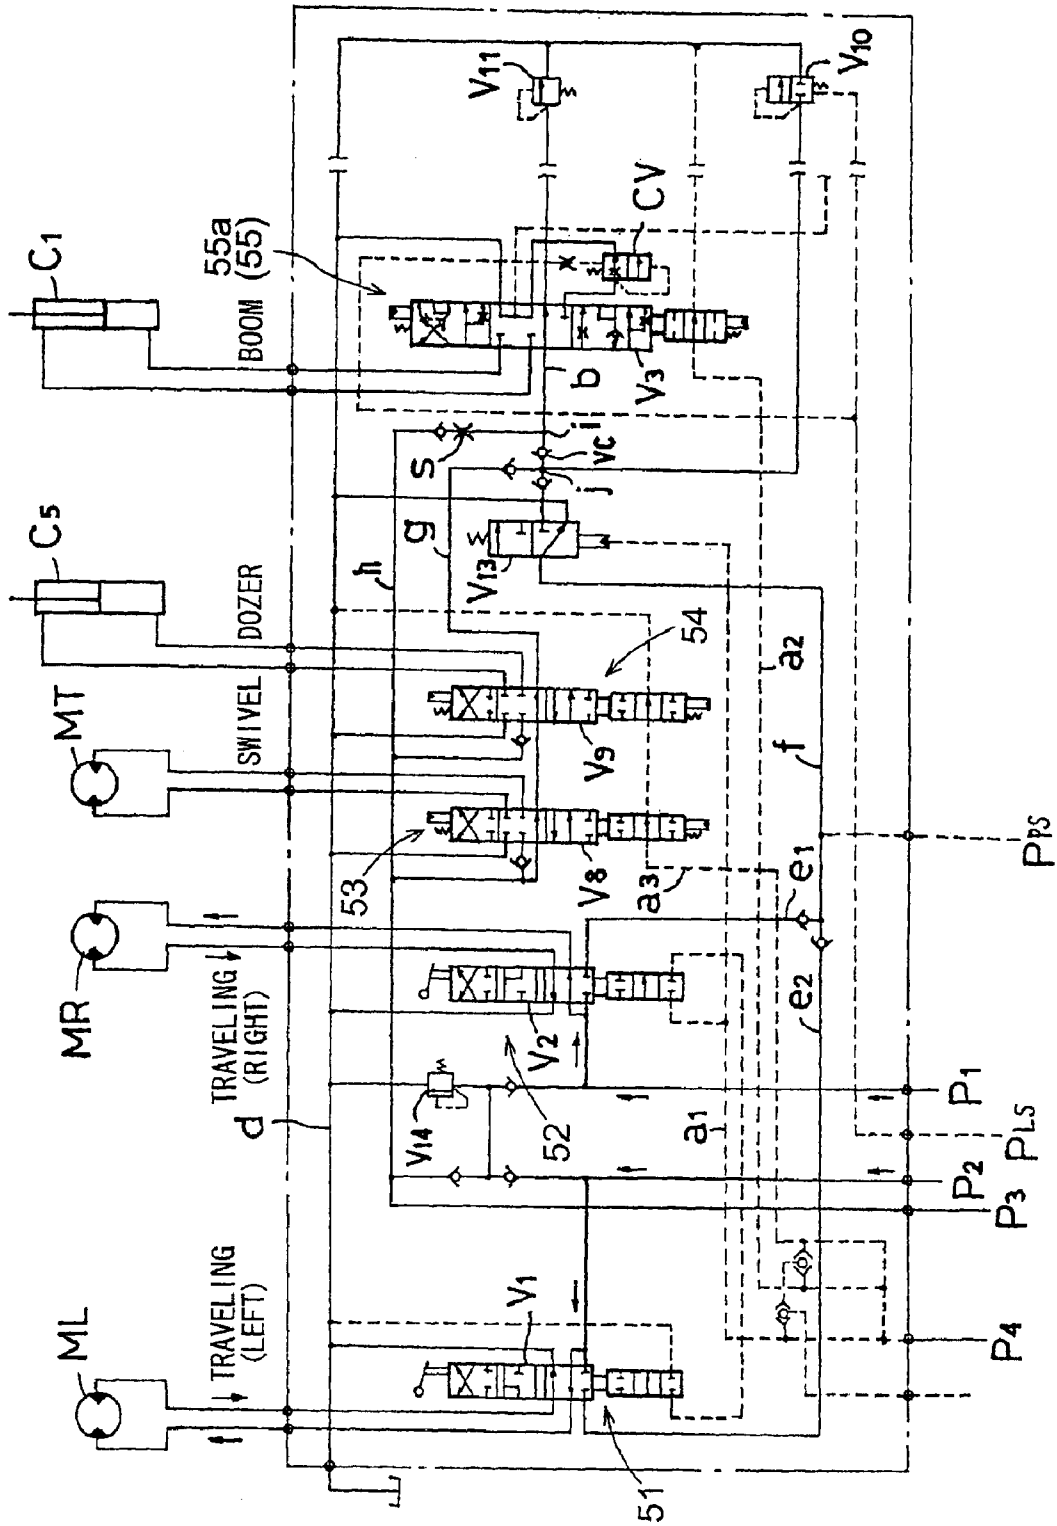 ML
TRAVELING
(LEFT)
MR
TRAVELING
(RIGHT)
MT
SWIVEL
C5
DOZER
C1
BOOM
55a
(55)
d
V14
53
h
g
S
i
VC
j
b
V11
CV
V10
V1
51
52
V2
V8
V9
54
V13
V3
a3
a1
a2
e1
e2
f
P4
P3
P2
PLS
P1
PPS